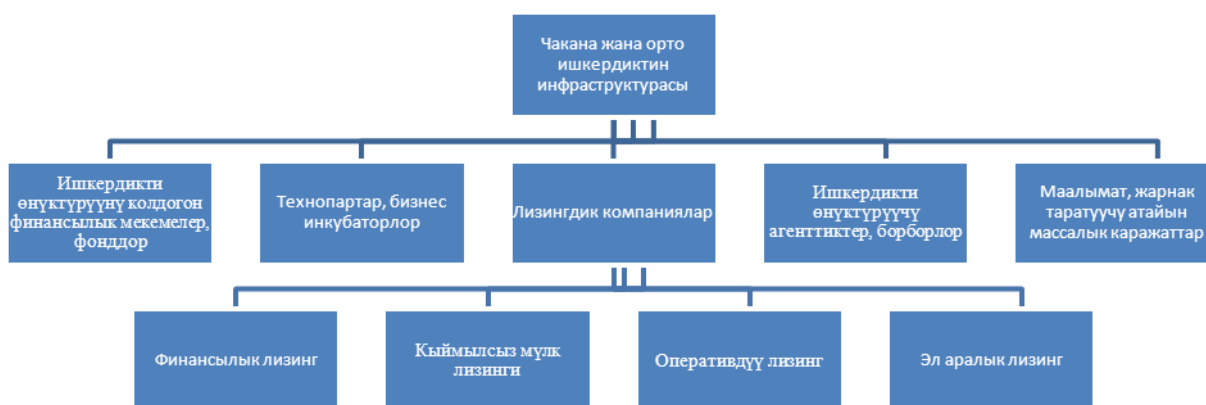 Чакана жана орто
ишкердиктин
инфраструктурасы
Ишкердикти
өнүктүрүүнү колдогон
финансылык мекемелер,
фонддор
Технопартар, бизнес
инкубаторлор
Лизингдик компаниялар
Ишкердикти
өнүктүрүүчү
агенттиктер, борборлор
Маалымат, жарнак
таратуучу атайын
массалык каражаттар
Финансылык лизинг
Кыймылсыз мүлк
лизинги
Оперативдүү лизинг
Эл аралык лизинг